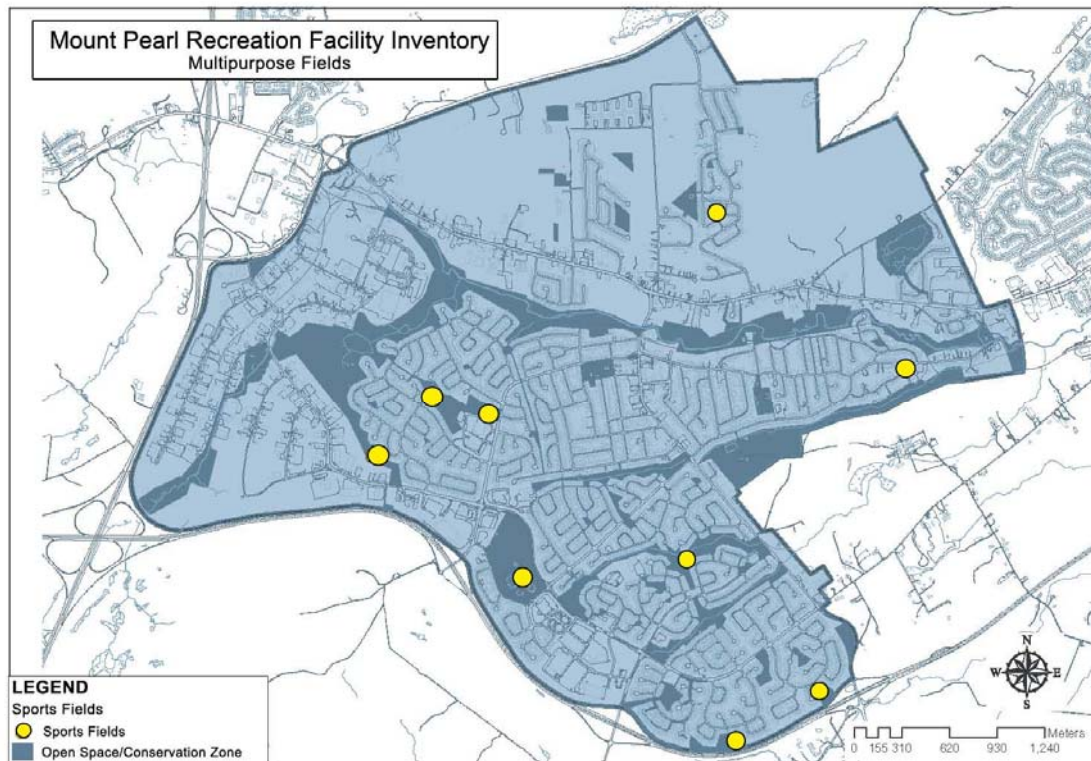 Mount Pearl Recreation Facility Inventory
Multipurpose Fields
LEGEND
Sports Fields
Sports Fields
Open Space/Conservation Zone
N
W E
S
Meters
0 155 310 620 930 1,240